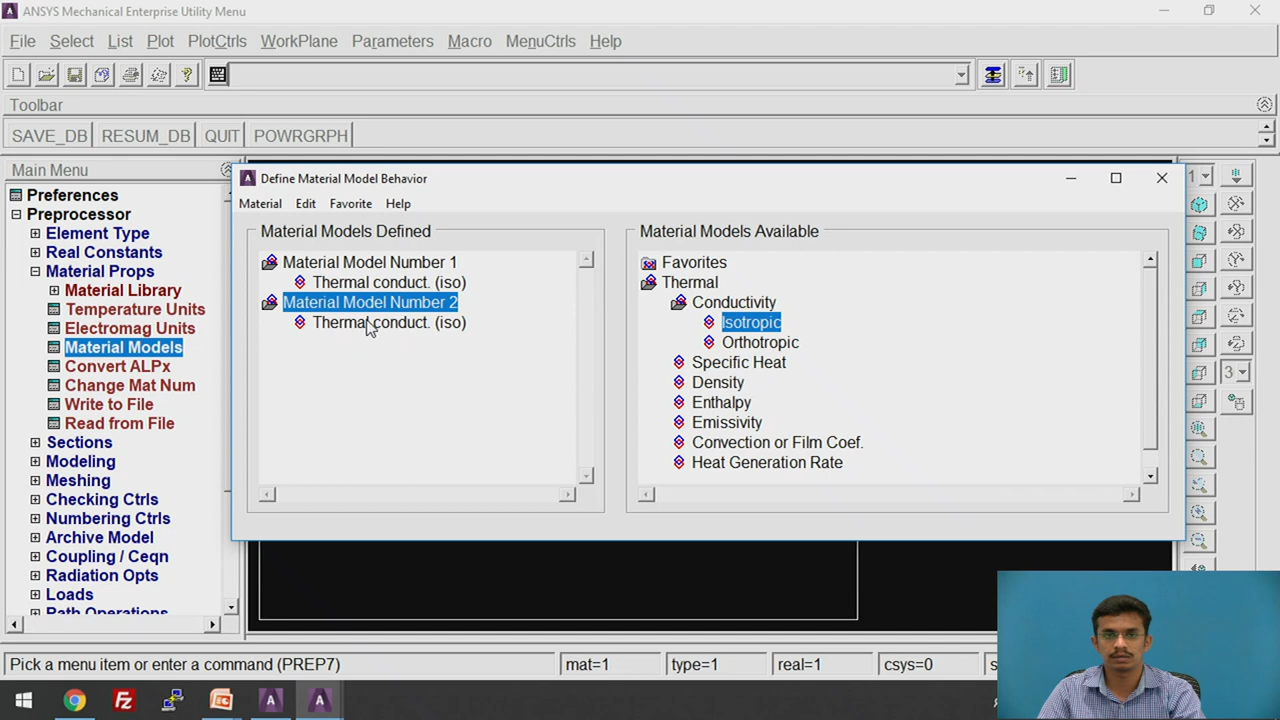 ANSYS Mechanical Enterprise Utility Menu
File Select List Plot PlotCtrls WorkPlane Parameters Macro MenuCtrls Help
Toolbar
SAVE_DB RESUM_DB QUIT POWRGRPH
Main Menu
Preferences
Preprocessor
Element Type
Real Constants
Material Props
Material Library
Temperature Units
Electromag Units
Material Models
Convert ALPx
Change Mat Num
Write to File
Read from File
Sections
Modeling
Meshing
Checking Ctrls
Numbering Ctrls
Archive Model
Coupling / Ceqn
Radiation Opts
Loads
Path Operations
Define Material Model Behavior
Material Edit Favorite Help
Material Models Defined
Material Model Number 1
Thermal conduct. (iso)
Material Model Number 2
Thermal conduct. (iso)
Material Models Available
Favorites
Thermal
Conductivity
Isotropic
Orthotropic
Specific Heat
Density
Enthalpy
Emissivity
Convection or Film Coef.
Heat Generation Rate
1
3
Pick a menu item or enter a command (PREP7) mat=1 type=1 real=1 csys=0